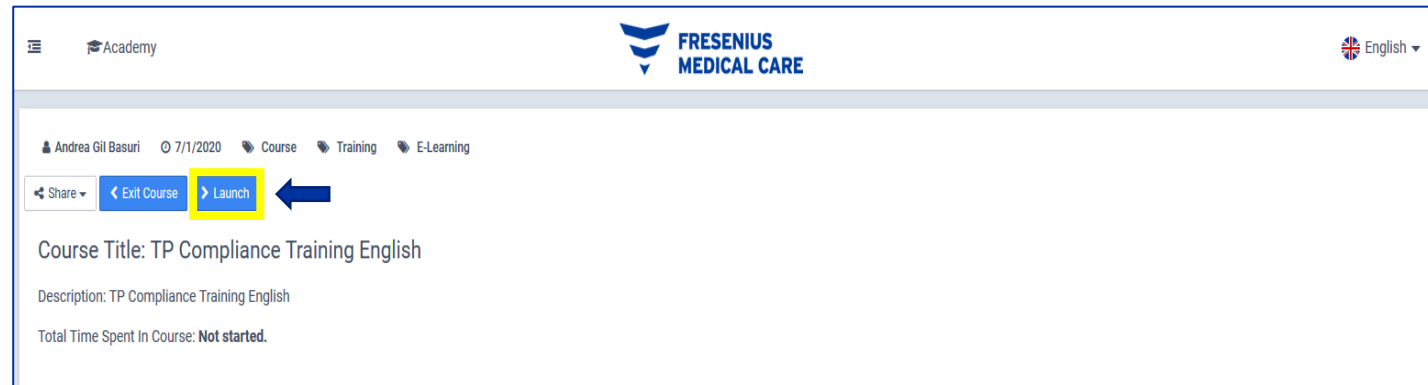 Academy
FRESENIUS
MEDICAL CARE
English
Andrea Gil Basuri 7/1/2020 Course Training E-Learning
Share Exit Course Launch
Course Title: TP Compliance Training English
Description: TP Compliance Training English
Total Time Spent In Course: Not started.